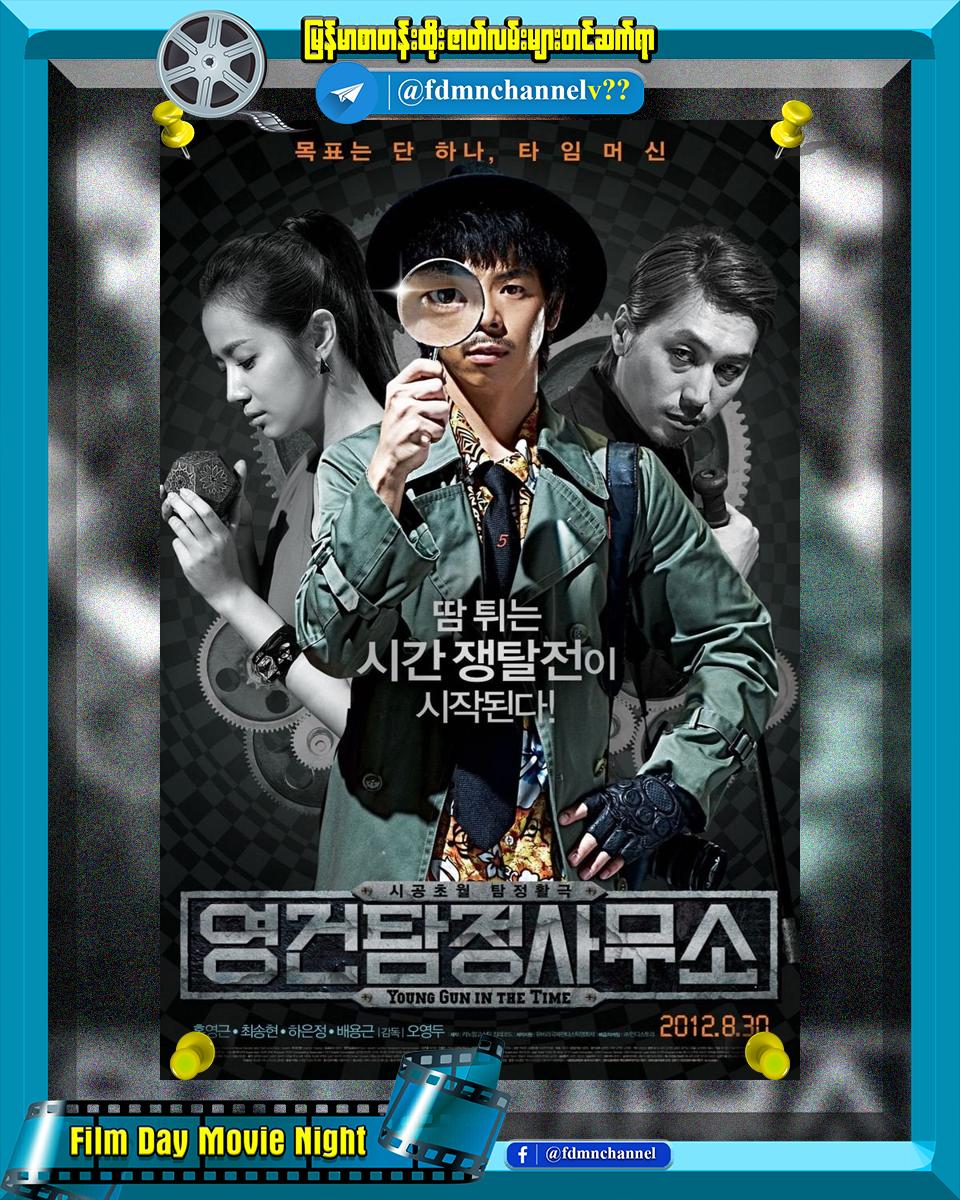 မြန်မာစာတန်းထိုးဇာတ်လမ်းများတင်ဆက်ရာ
@fdmnchannelv??
목표는 단 하나, 타임머신
5
땀 튀는
시간 쟁탈전이
시작된다!
시공초월 탐정활극
영건탐정사무소
YOUNG GUN IN THE TIME
홍영근 • 최송현 • 하은정 • 배용근 | 감독 | 오영두
2012.8.30
Film Day Movie Night
f @fdmnchannel